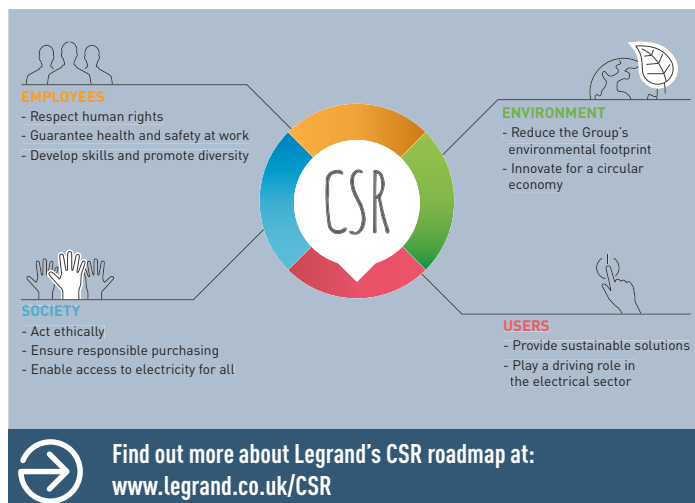 EMPLOYEES
- Respect human rights
- Guarantee health and safety at work
- Develop skills and promote diversity
ENVIRONMENT
- Reduce the Group's
environmental footprint
- Innovate for a circular
economy
CSR
SOCIETY
- Act ethically
- Ensure responsible purchasing
- Enable access to electricity for all
USERS
- Provide sustainable solutions
- Play a driving role in
the electrical sector
Find out more about Legrand's CSR roadmap at:
www.legrand.co.uk/CSR